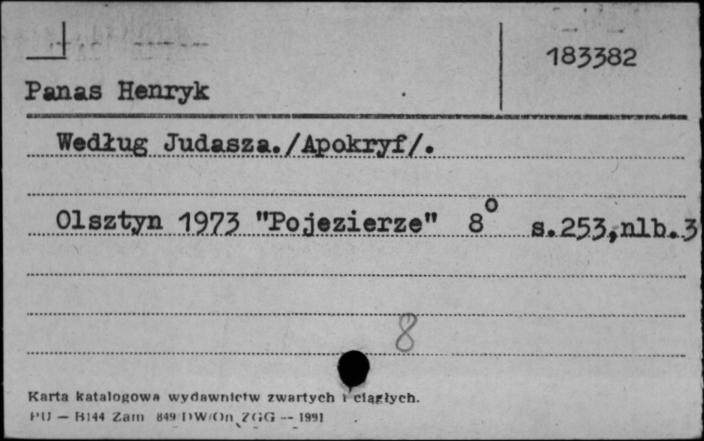 183382
Panas Henryk
Według Judasza./Apokryf/.
Olsztyn 1973 "Pojezierze" 8° s.253,nlb.3
8
Karta katalogowa wydawnictw zwartych i ciągłych.
PU — B144 Zam 849/DW/On ZGG -- 1991